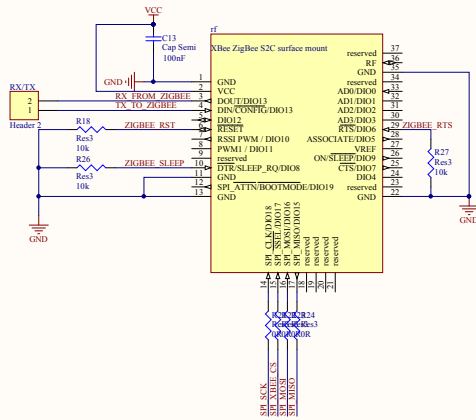 VCC
rf
C13
Cap Semi
100nF
XBee ZigBee S2C surface mount
GND
RX/TX
2
1
Header 2
RX_FROM_ZIGBEE
TX_TO_ZIGBEE
R18
Res3
10k
ZIGBEE_RST
R26
Res3
10k
ZIGBEE_SLEEP
GND
1 GND
2 VCC
3 DOUT/DIO13
4 DIN/CONFIG/DIO13
5 DIO12
6 RESET
7 RSSI PWM / DIO10
8 PWM1 / DIO11
9 reserved
10 DTR/SLEEP_RQ/DIO8
11 GND
12 SPI_ATTN/BOOTMODE/DIO19
13 GND
reserved 37
RF 36
GND 35
reserved 34
AD0/DIO0 33
AD1/DIO1 32
AD2/DIO2 31
AD3/DIO3 30
RTS/DIO6 29
ASSOCIATE/DIO5 28
VREF 27
ON/SLEEP/DIO9 26
CTS/DIO7 25
DIO4 24
reserved 23
GND 22
ZIGBEE_RTS
R27
Res3
10k
GND
14 SPI_CLK/DIO18
15 SPI_SSEL/DIO17
16 SPI_MOSI/DIO16
17 SPI_MISO/DIO15
18 reserved
19 reserved
20 reserved
21 reserved
R24
Res3
0R
SPI_SCK
SPI_XBEE_CS
SPI_MOSI
SPI_MISO